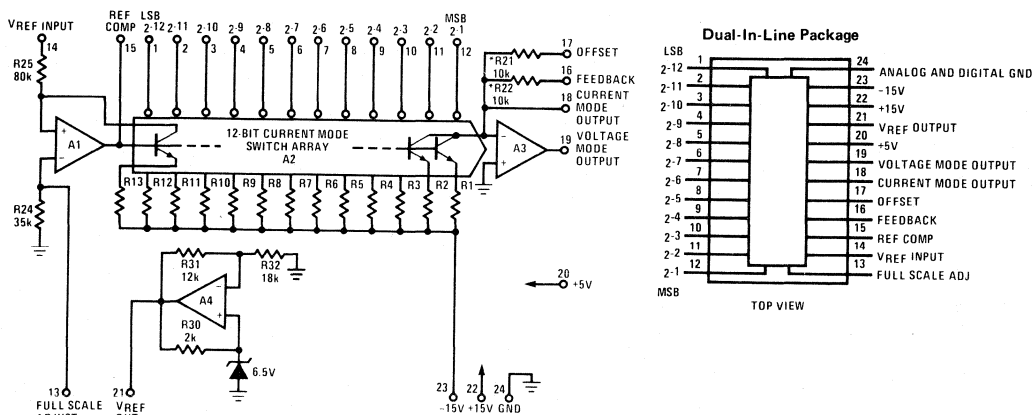 VREF INPUT
14
REF COMP
15
LSB
2-12 2-11 2-10 2-9 2-8 2-7 2-6 2-5 2-4 2-3 2-2
MSB
2-1
1 2 3 4 5 6 7 8 9 10 11 12
17 OFFSET
*R21
10k
16 FEEDBACK
*R22
10k
18 CURRENT MODE OUTPUT
19 VOLTAGE MODE OUTPUT
R25
80k
A1
+
−
12-BIT CURRENT MODE
SWITCH ARRAY
A2
−
A3
+
R13 R12 R11 R10 R9 R8 R7 R6 R5 R4 R3 R2 R1
R24
35k
R31
12k
R32
18k
−
A4
+
R30
2k
6.5V
20
+5V
13
FULL SCALE
21
VREF
23 22 24
-15V +15V GND
Dual-In-Line Package
LSB
2-12 1
2-11 2
2-10 3
2-9 4
2-8 5
2-7 6
2-6 7
2-5 8
2-4 9
2-3 10
2-2 11
2-1 12
MSB
24 ANALOG AND DIGITAL GND
23 -15V
22 +15V
21 VREF OUTPUT
20 +5V
19 VOLTAGE MODE OUTPUT
18 CURRENT MODE OUTPUT
17 OFFSET
16 FEEDBACK
15 REF COMP
14 VREF INPUT
13 FULL SCALE ADJ
TOP VIEW